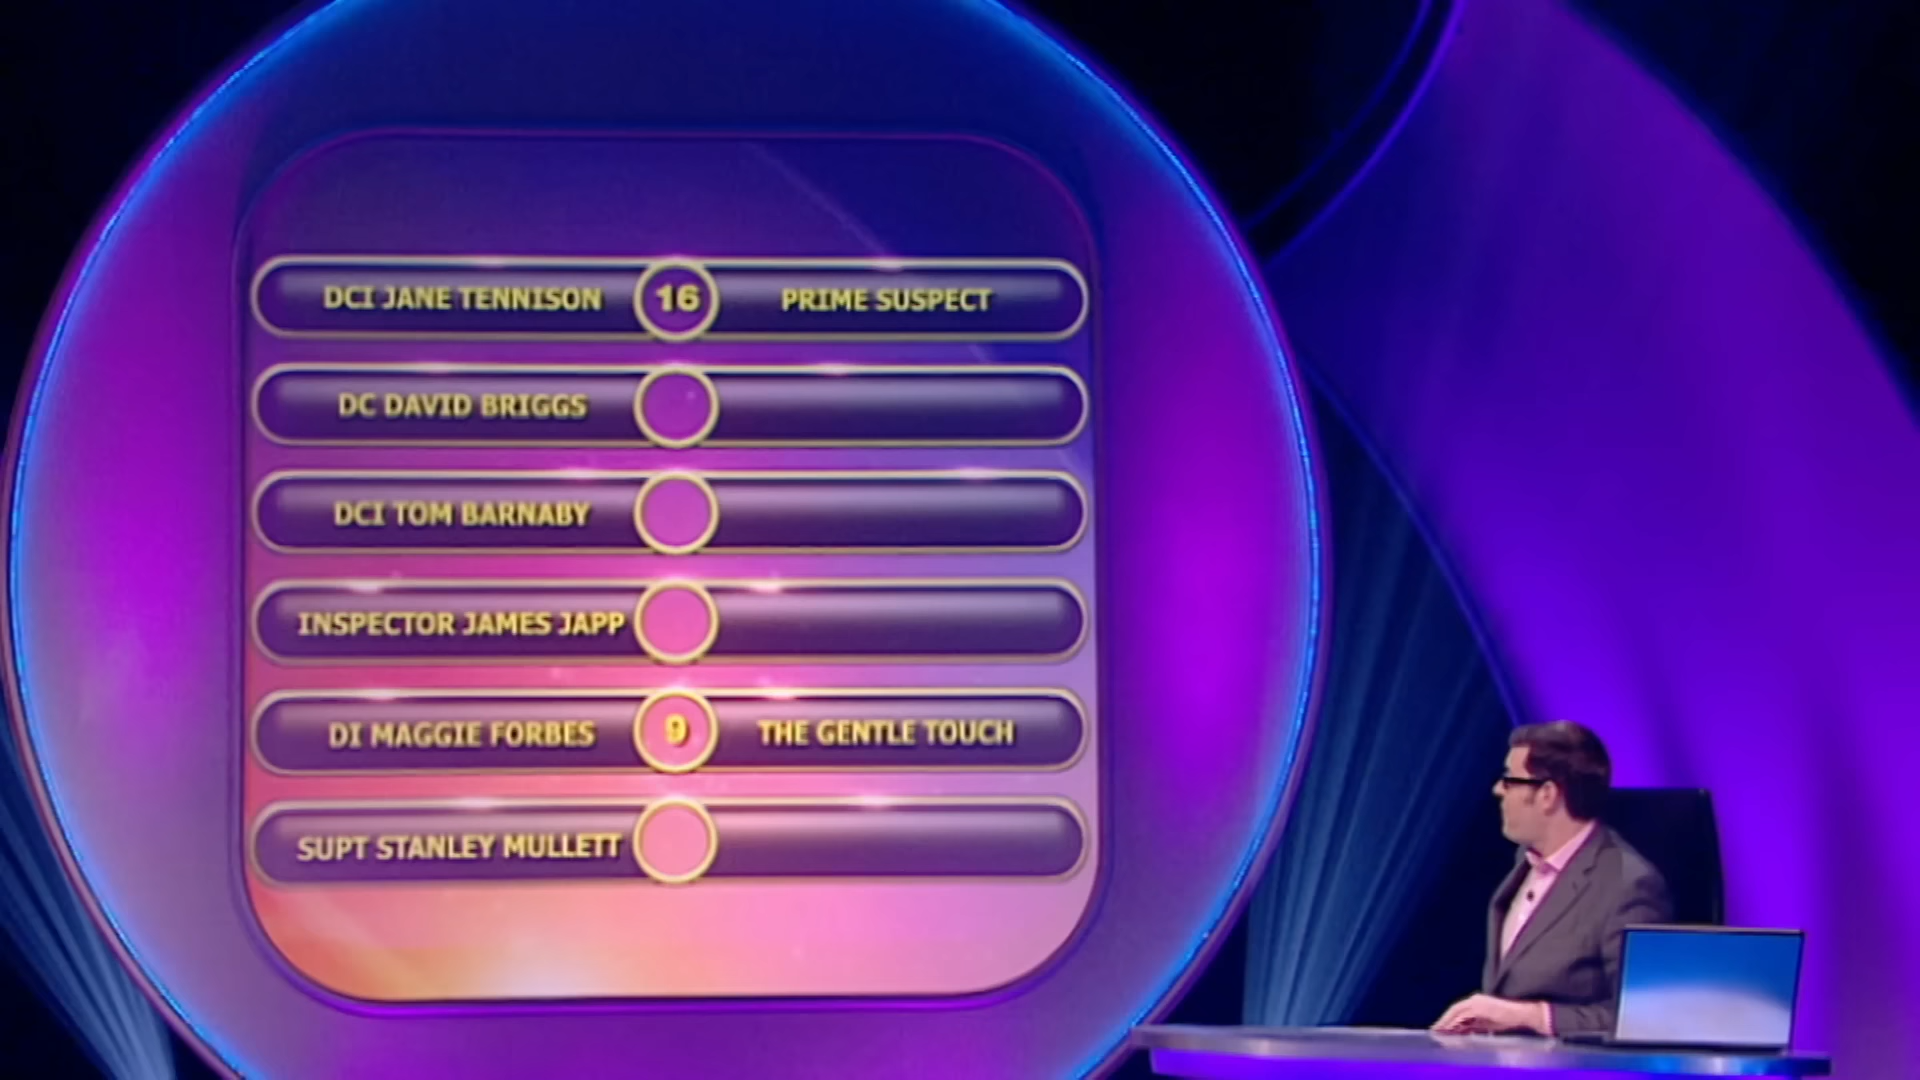 DCI JANE TENNISON 16 PRIME SUSPECT
DC DAVID BRIGGS
DCI TOM BARNABY
INSPECTOR JAMES JAPP
DI MAGGIE FORBES 9 THE GENTLE TOUCH
SUPT STANLEY MULLETT